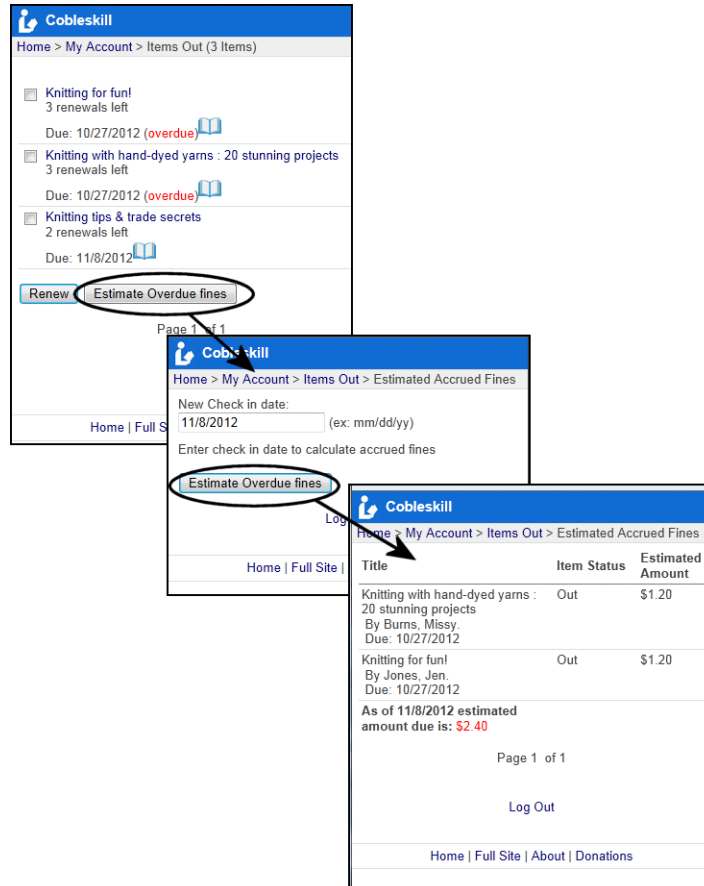 Cobleskill
Home > My Account > Items Out (3 Items)
Knitting for fun!
3 renewals left
Due: 10/27/2012 (overdue)
Knitting with hand-dyed yarns : 20 stunning projects
3 renewals left
Due: 10/27/2012 (overdue)
Knitting tips & trade secrets
2 renewals left
Due: 11/8/2012
Renew Estimate Overdue fines
Page 1 of 1
Home | Full
Cobleskill
Home > My Account > Items Out > Estimated Accrued Fines
New Check in date:
11/8/2012 (ex: mm/dd/yy)
Enter check in date to calculate accrued fines
Estimate Overdue fines
Log
Home | Full Site |
Cobleskill
Home > My Account > Items Out > Estimated Accrued Fines
Title Item Status Estimated Amount
Knitting with hand-dyed yarns : Out $1.20
20 stunning projects
By Burns, Missy.
Due: 10/27/2012
Knitting for fun! Out $1.20
By Jones, Jen.
Due: 10/27/2012
As of 11/8/2012 estimated
amount due is: $2.40
Page 1 of 1
Log Out
Home | Full Site | About | Donations